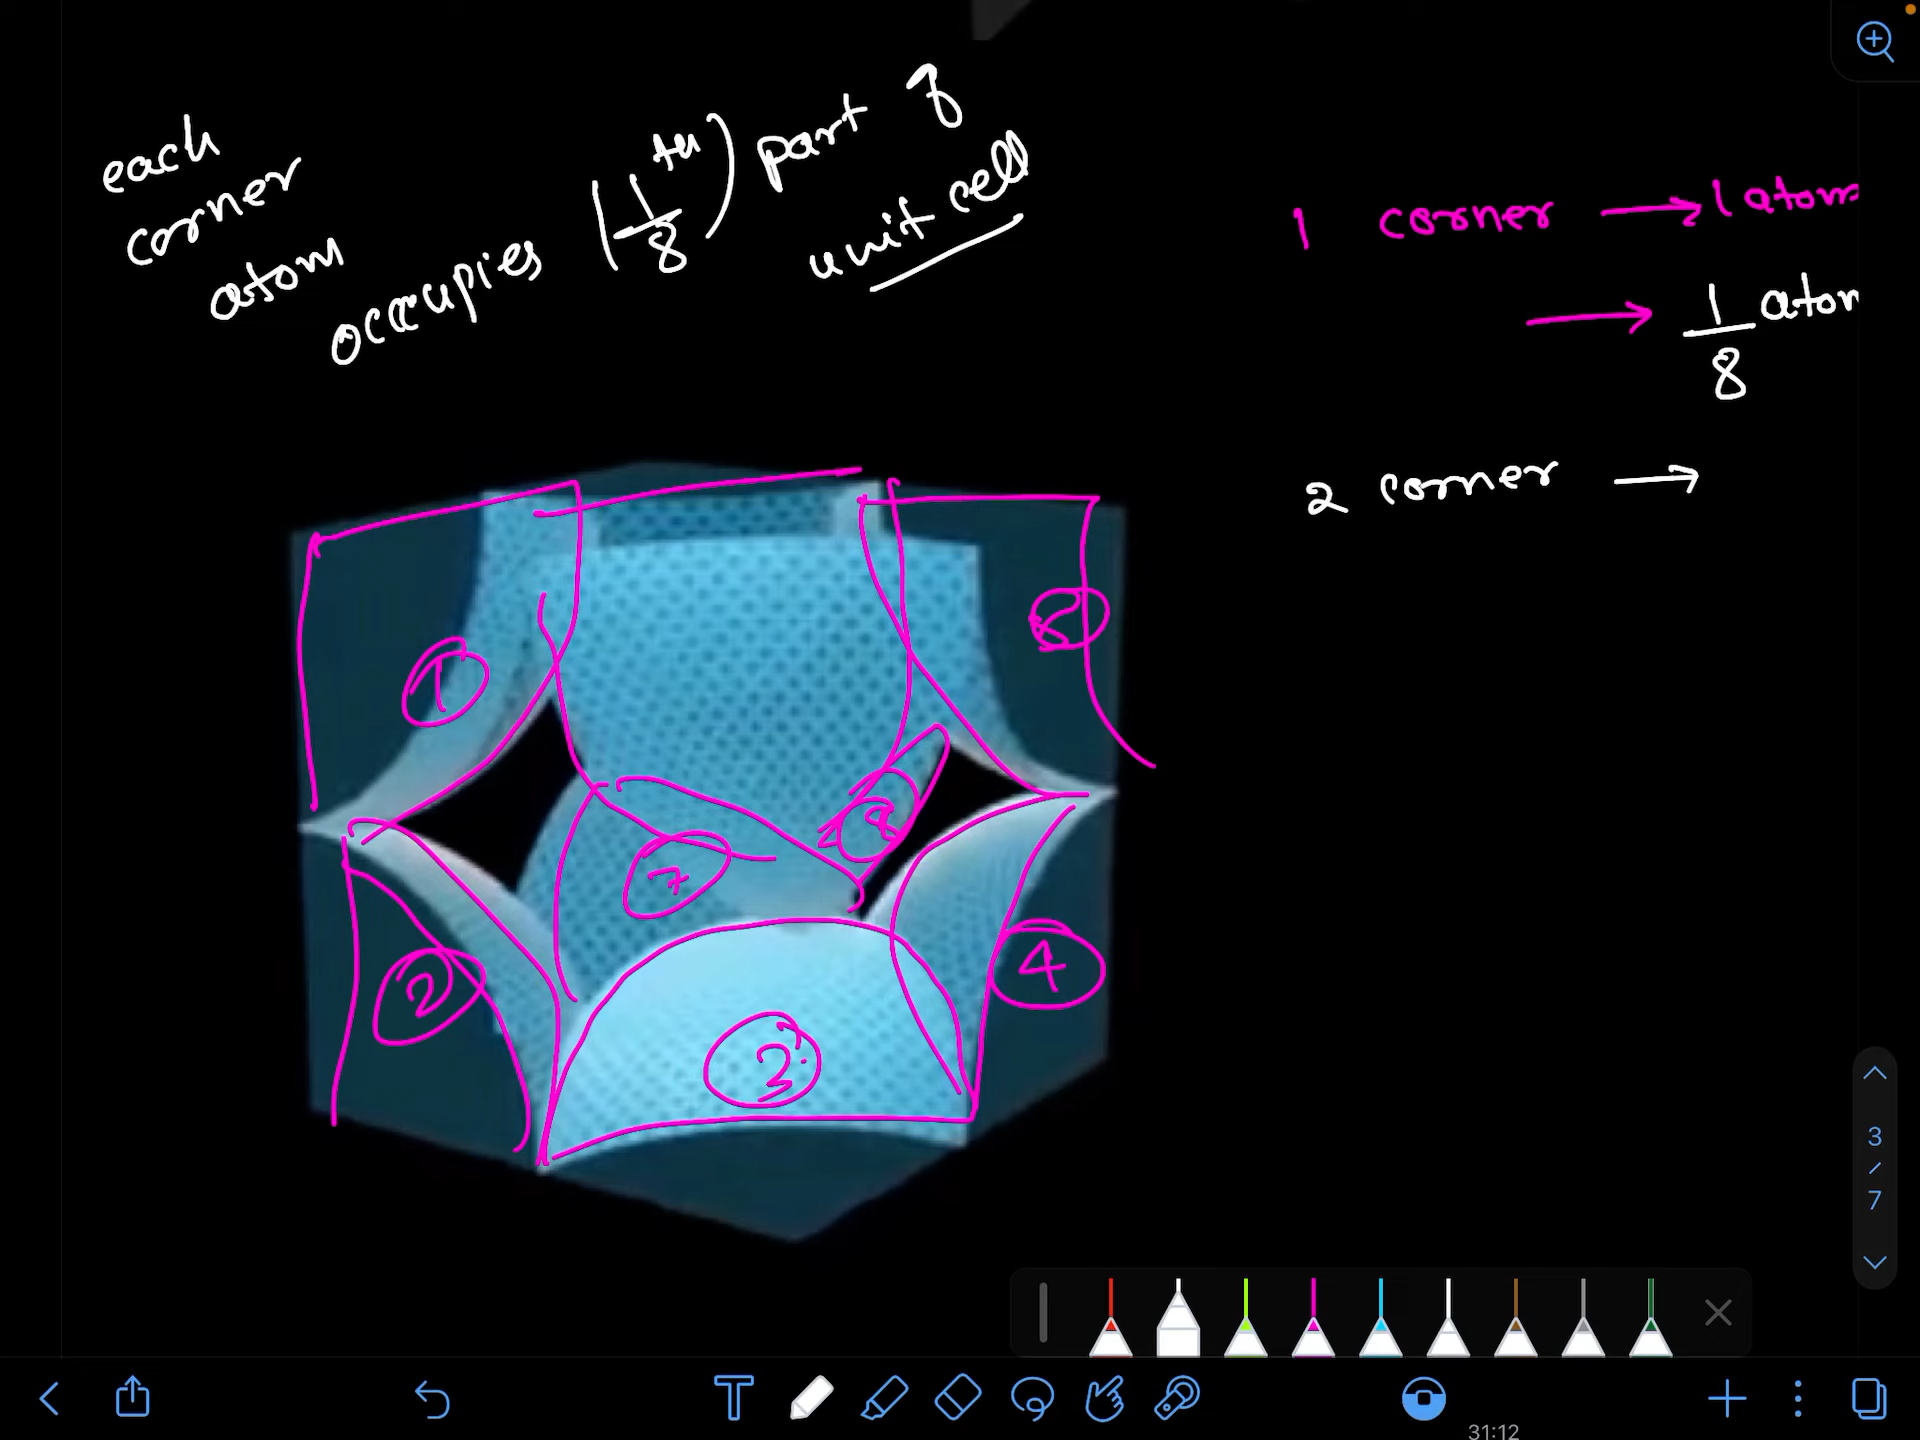 each
corner
atom
occupies (1/8 th) part of
unit cell
1 corner → 1 atom
→ 1/8 atom
2 corner →
1
2
3
4
7
8
T
3
/
7
31:12